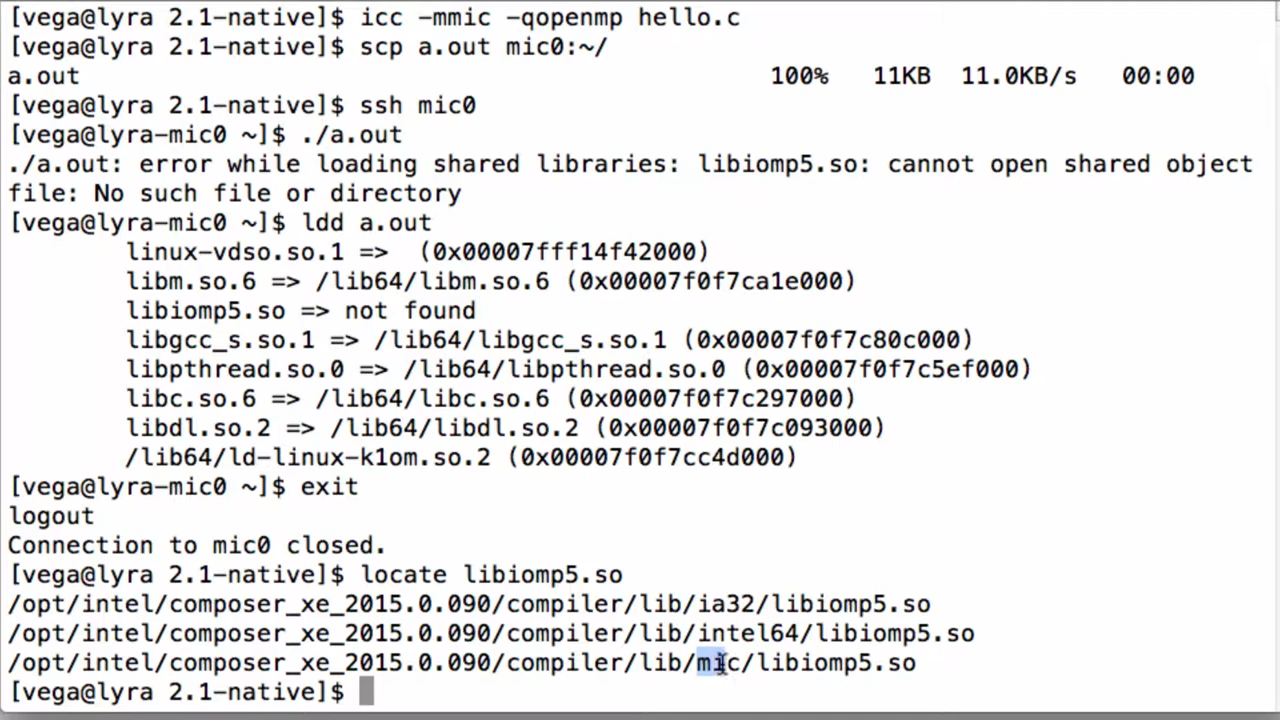 [vega@lyra 2.1-native]$ icc -mmic -qopenmp hello.c
[vega@lyra 2.1-native]$ scp a.out mic0:~/
a.out 100% 11KB 11.0KB/s 00:00
[vega@lyra 2.1-native]$ ssh mic0
[vega@lyra-mic0 ~]$ ./a.out
./a.out: error while loading shared libraries: libiomp5.so: cannot open shared object
file: No such file or directory
[vega@lyra-mic0 ~]$ ldd a.out
linux-vdso.so.1 =>  (0x00007fff14f42000)
libm.so.6 => /lib64/libm.so.6 (0x00007f0f7ca1e000)
libiomp5.so => not found
libgcc_s.so.1 => /lib64/libgcc_s.so.1 (0x00007f0f7c80c000)
libpthread.so.0 => /lib64/libpthread.so.0 (0x00007f0f7c5ef000)
libc.so.6 => /lib64/libc.so.6 (0x00007f0f7c297000)
libdl.so.2 => /lib64/libdl.so.2 (0x00007f0f7c093000)
/lib64/ld-linux-k1om.so.2 (0x00007f0f7cc4d000)
[vega@lyra-mic0 ~]$ exit
logout
Connection to mic0 closed.
[vega@lyra 2.1-native]$ locate libiomp5.so
/opt/intel/composer_xe_2015.0.090/compiler/lib/ia32/libiomp5.so
/opt/intel/composer_xe_2015.0.090/compiler/lib/intel64/libiomp5.so
/opt/intel/composer_xe_2015.0.090/compiler/lib/mic/libiomp5.so
[vega@lyra 2.1-native]$